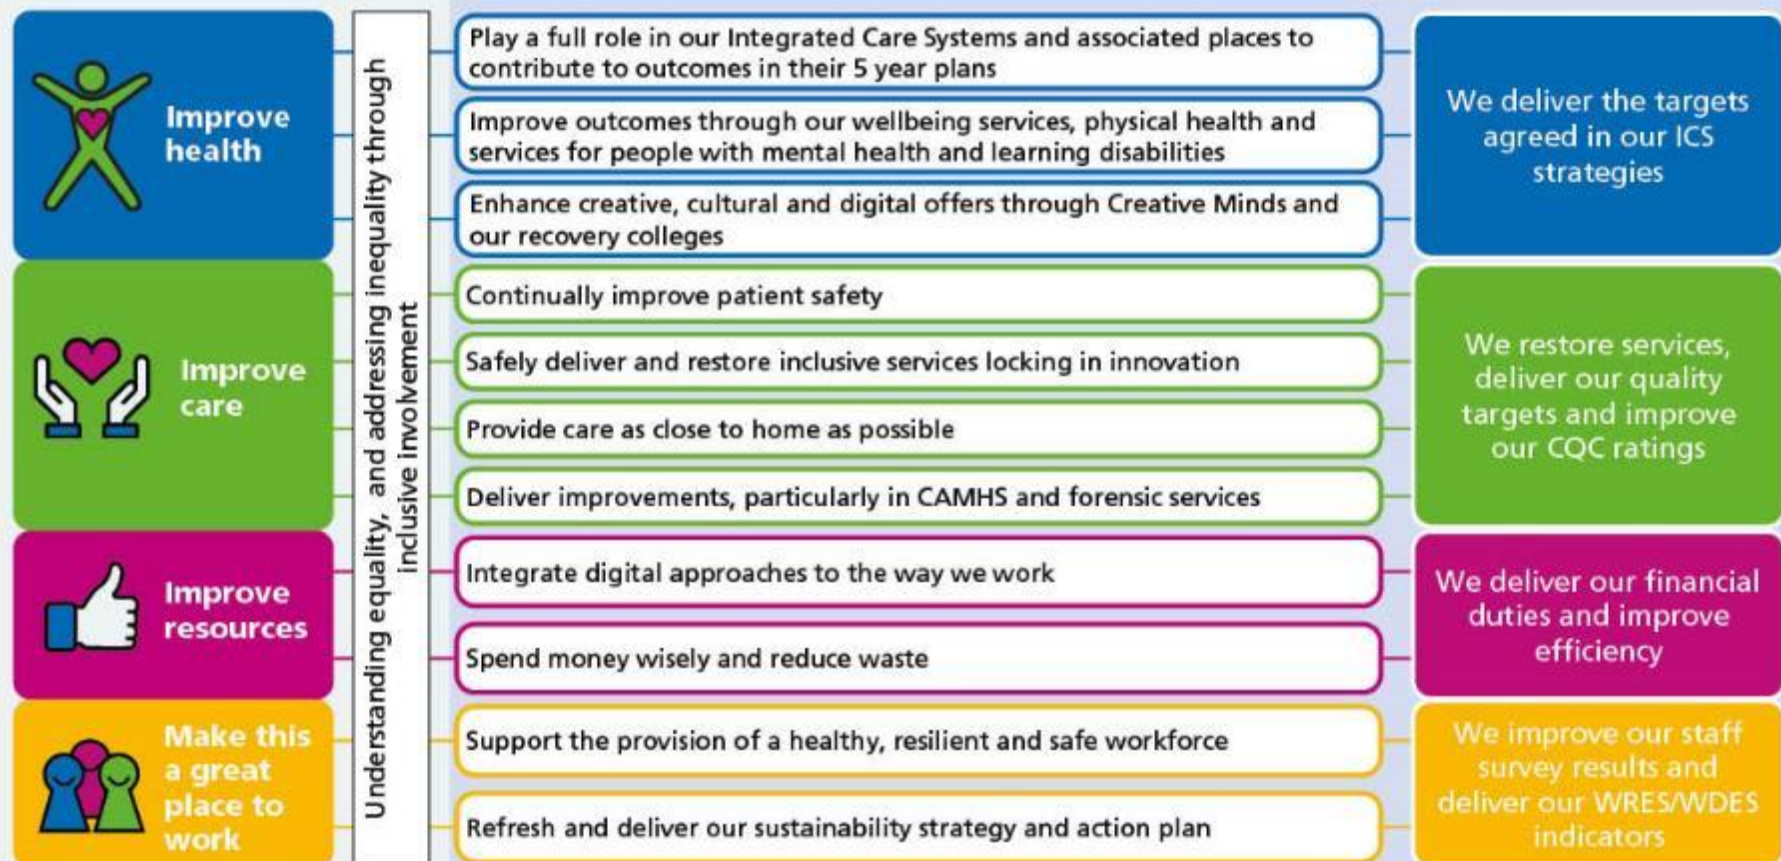 Improve
health
Improve
care
Improve
resources
Make this
a great
place to
work
Understanding equality, and addressing inequality through
inclusive involvement
Play a full role in our Integrated Care Systems and associated places to
contribute to outcomes in their 5 year plans
Improve outcomes through our wellbeing services, physical health and
services for people with mental health and learning disabilities
Enhance creative, cultural and digital offers through Creative Minds and
our recovery colleges
Continually improve patient safety
Safely deliver and restore inclusive services locking in innovation
Provide care as close to home as possible
Deliver improvements, particularly in CAMHS and forensic services
Integrate digital approaches to the way we work
Spend money wisely and reduce waste
Support the provision of a healthy, resilient and safe workforce
Refresh and deliver our sustainability strategy and action plan
We deliver the targets
agreed in our ICS
strategies
We restore services,
deliver our quality
targets and improve
our CQC ratings
We deliver our financial
duties and improve
efficiency
We improve our staff
survey results and
deliver our WRES/WDES
indicators